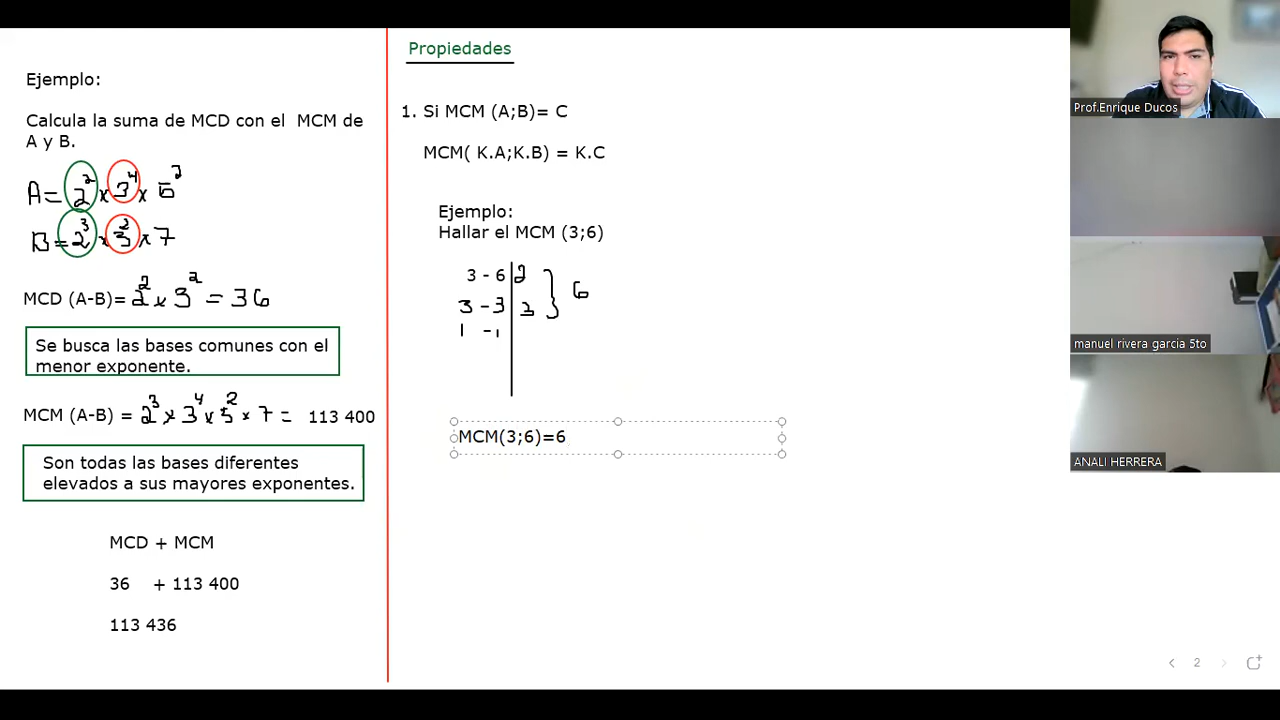 Ejemplo:
Calcula la suma de MCD con el MCM de
A y B.
A= 2² x 3⁴ x 5²
B= 2³ x 3² x 7
MCD (A-B)= 2² x 3² = 36
Se busca las bases comunes con el
menor exponente.
MCM (A-B) = 2³ x 3⁴ x 5² x 7 = 113 400
Son todas las bases diferentes
elevados a sus mayores exponentes.
MCD + MCM
36 + 113 400
113 436
Propiedades
1. Si MCM (A;B)= C
MCM( K.A;K.B) = K.C
Ejemplo:
Hallar el MCM (3;6)
3 - 6 | 2
3 - 3 | 3 } 6
1 - 1
MCM(3;6)=6
Prof.Enrique Ducos
manuel rivera garcia 5to
ANALI HERRERA
2